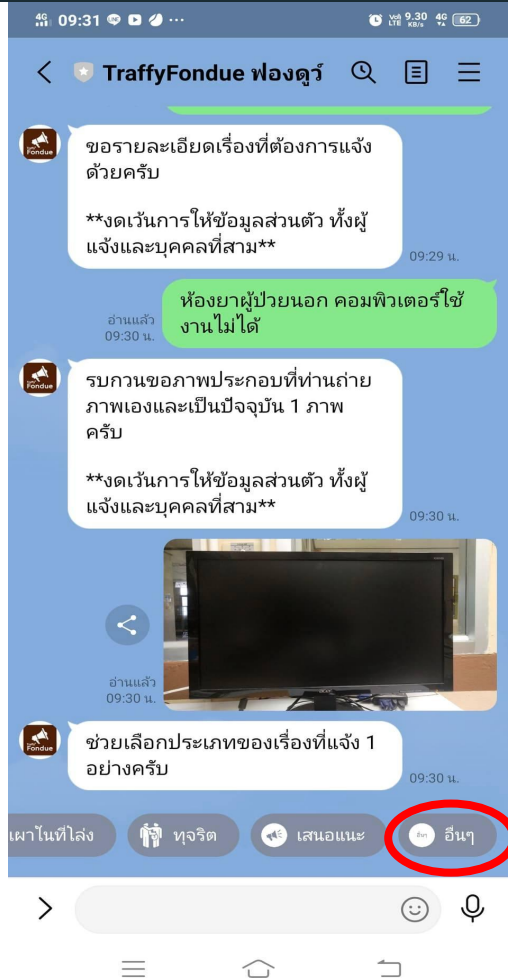 4G 09:31 ...
Vo) LTE 9.30 KB/s 4G 62
TraffyFondue ฟองดูว์
Fondue
ขอรายละเอียดเรื่องที่ต้องการแจ้ง
ด้วยครับ
**งดเว้นการให้ข้อมูลส่วนตัว ทั้งผู้
แจ้งและบุคคลที่สาม**
09:29 น.
ห้องยาผู้ป่วยนอก คอมพิวเตอร์ใช้
งานไม่ได้
อ่านแล้ว
09:30 น.
Fondue
รบกวนขอภาพประกอบที่ท่านถ่าย
ภาพเองและเป็นปัจจุบัน 1 ภาพ
ครับ
**งดเว้นการให้ข้อมูลส่วนตัว ทั้งผู้
แจ้งและบุคคลที่สาม**
09:30 น.
อ่านแล้ว
09:30 น.
Fondue
ช่วยเลือกประเภทของเรื่องที่แจ้ง 1
อย่างครับ
09:30 น.
เผาในที่โล่ง ทุจริต เสนอแนะ อื่นๆ อื่นๆ